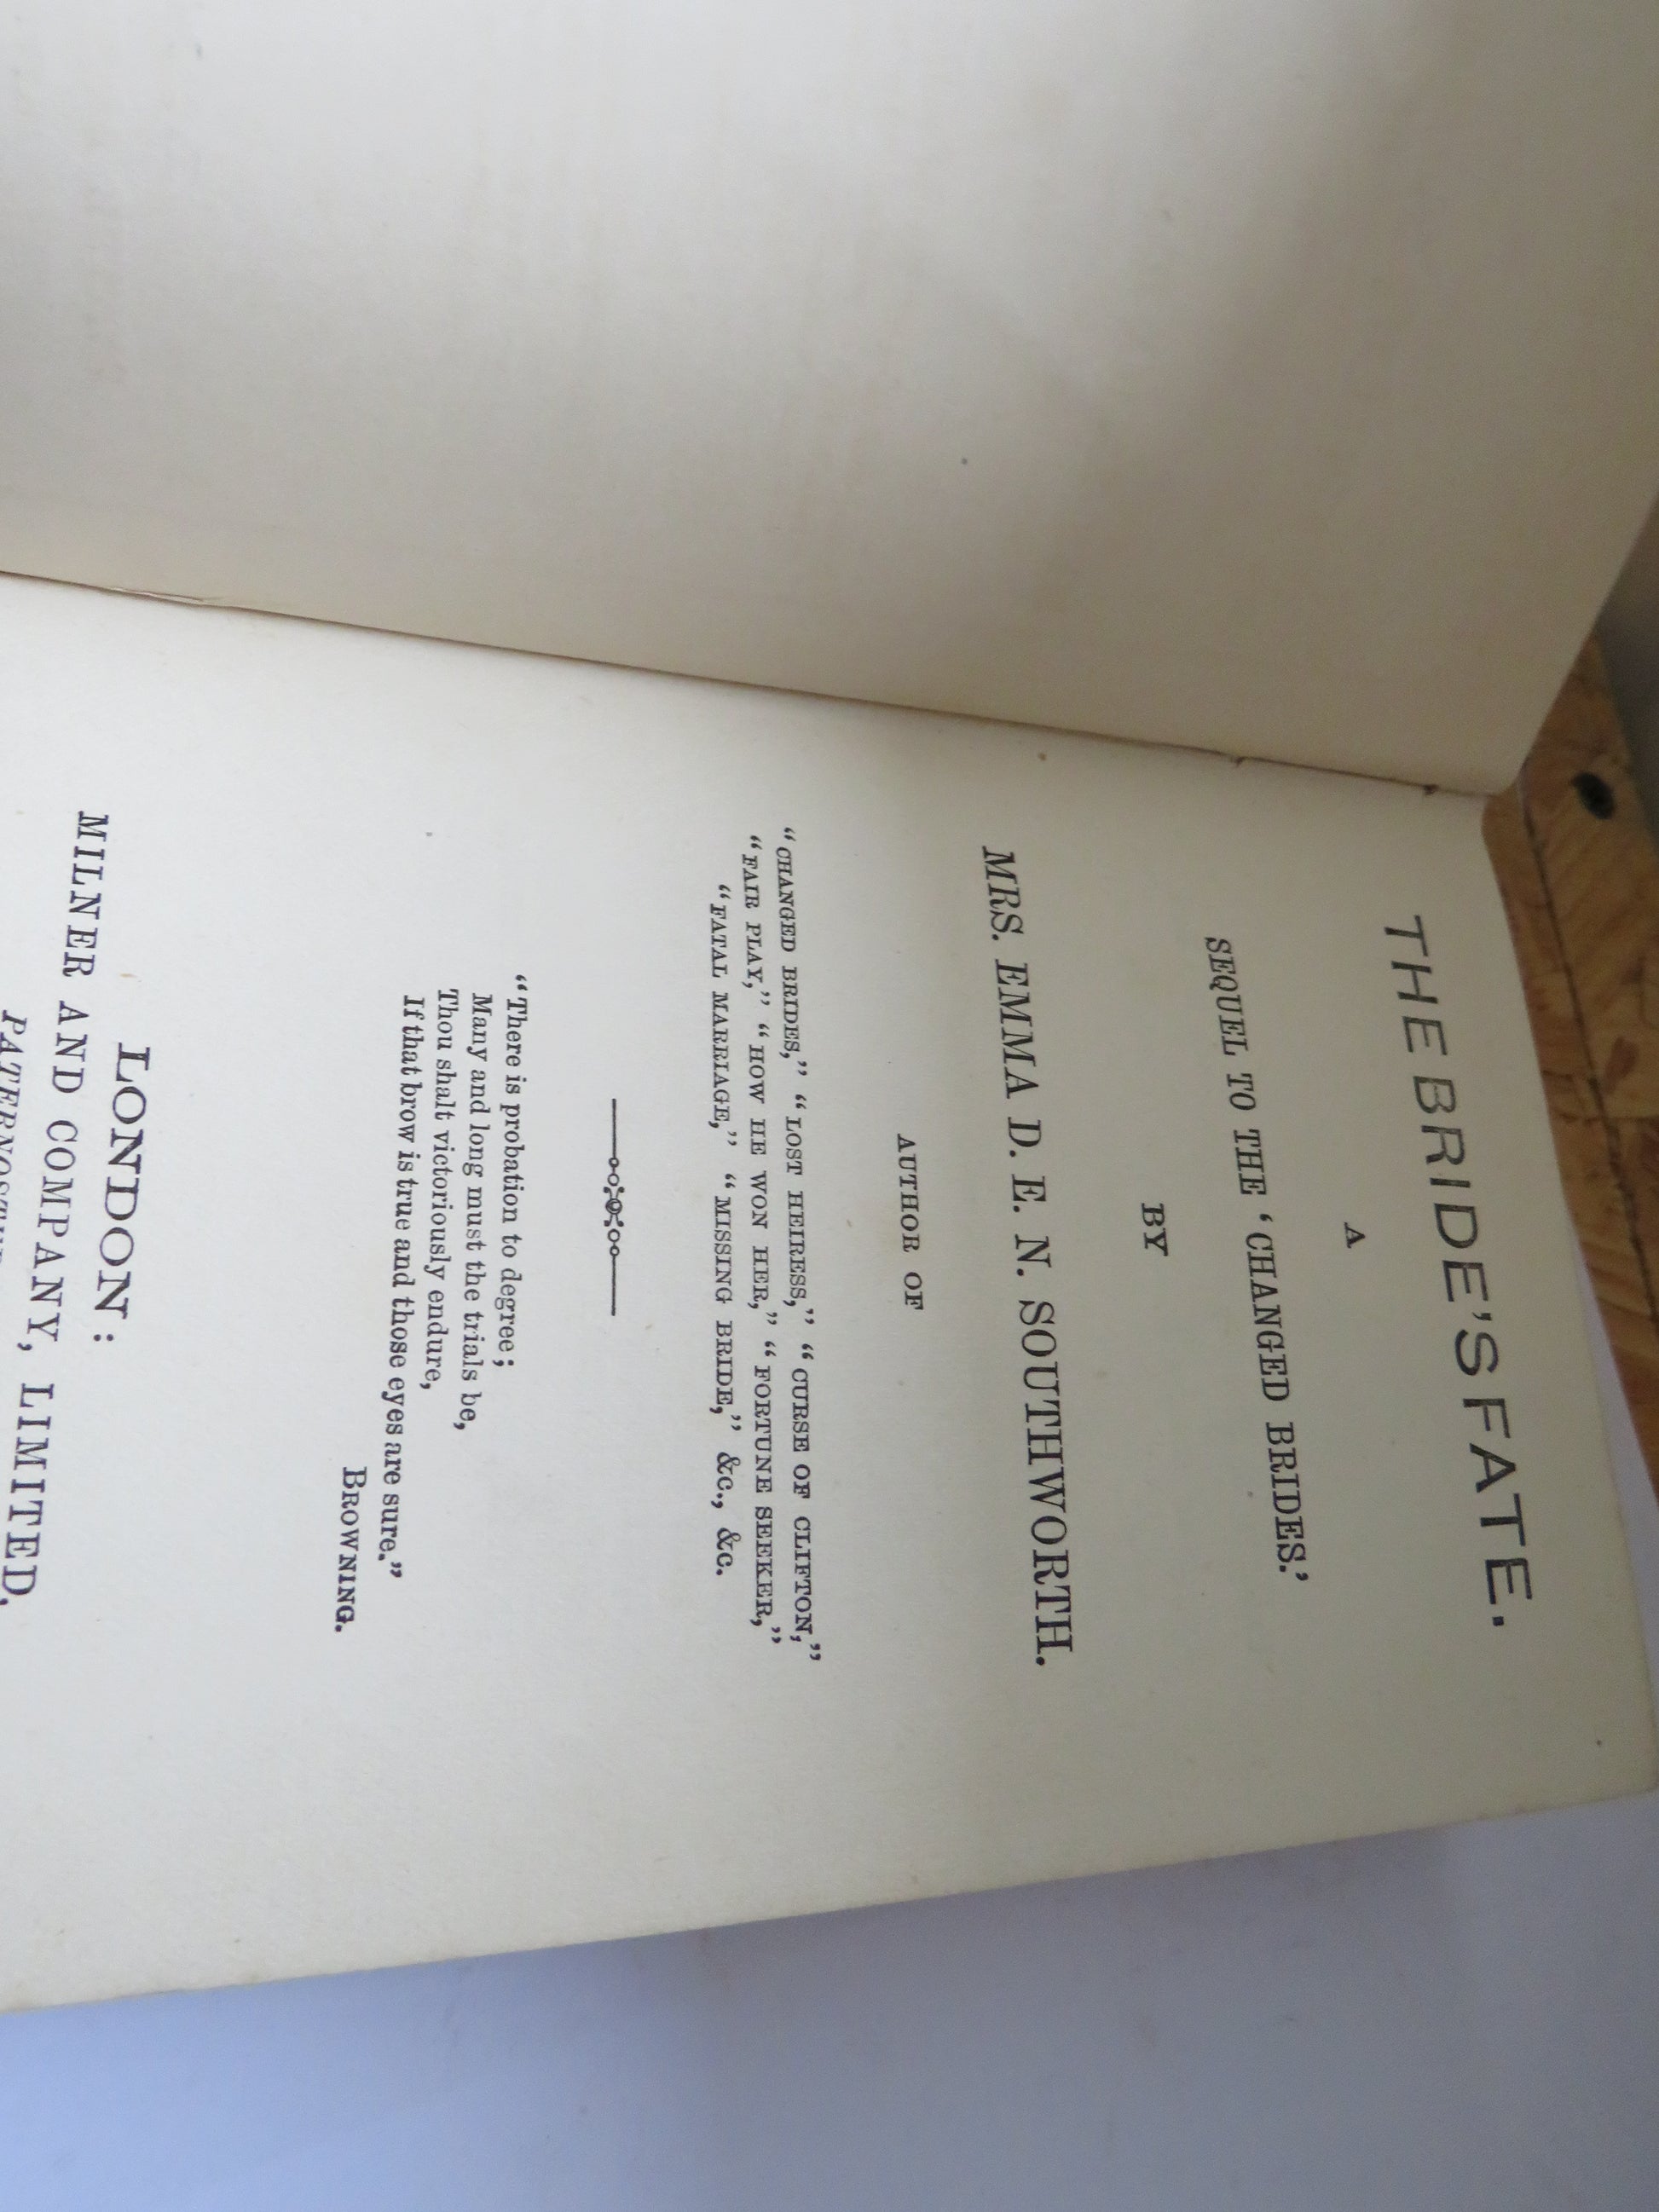 THE BRIDE'S FATE.
A
SEQUEL TO THE 'CHANGED BRIDES.'
BY
MRS. EMMA D. E. N. SOUTHWORTH.
AUTHOR OF
"CHANGED BRIDES," "LOST HEIRESS," "CURSE OF CLIFTON,"
"FAIR PLAY," "HOW HE WON HER," "FORTUNE SEEKER,"
"FATAL MARRIAGE," "MISSING BRIDE," &c., &c.
"There is probation to degree;
Many and long must the trials be,
Thou shalt victoriously endure,
If that brow is true and those eyes are sure."
BROWNING.
LONDON:
MILNER AND COMPANY, LIMITED,